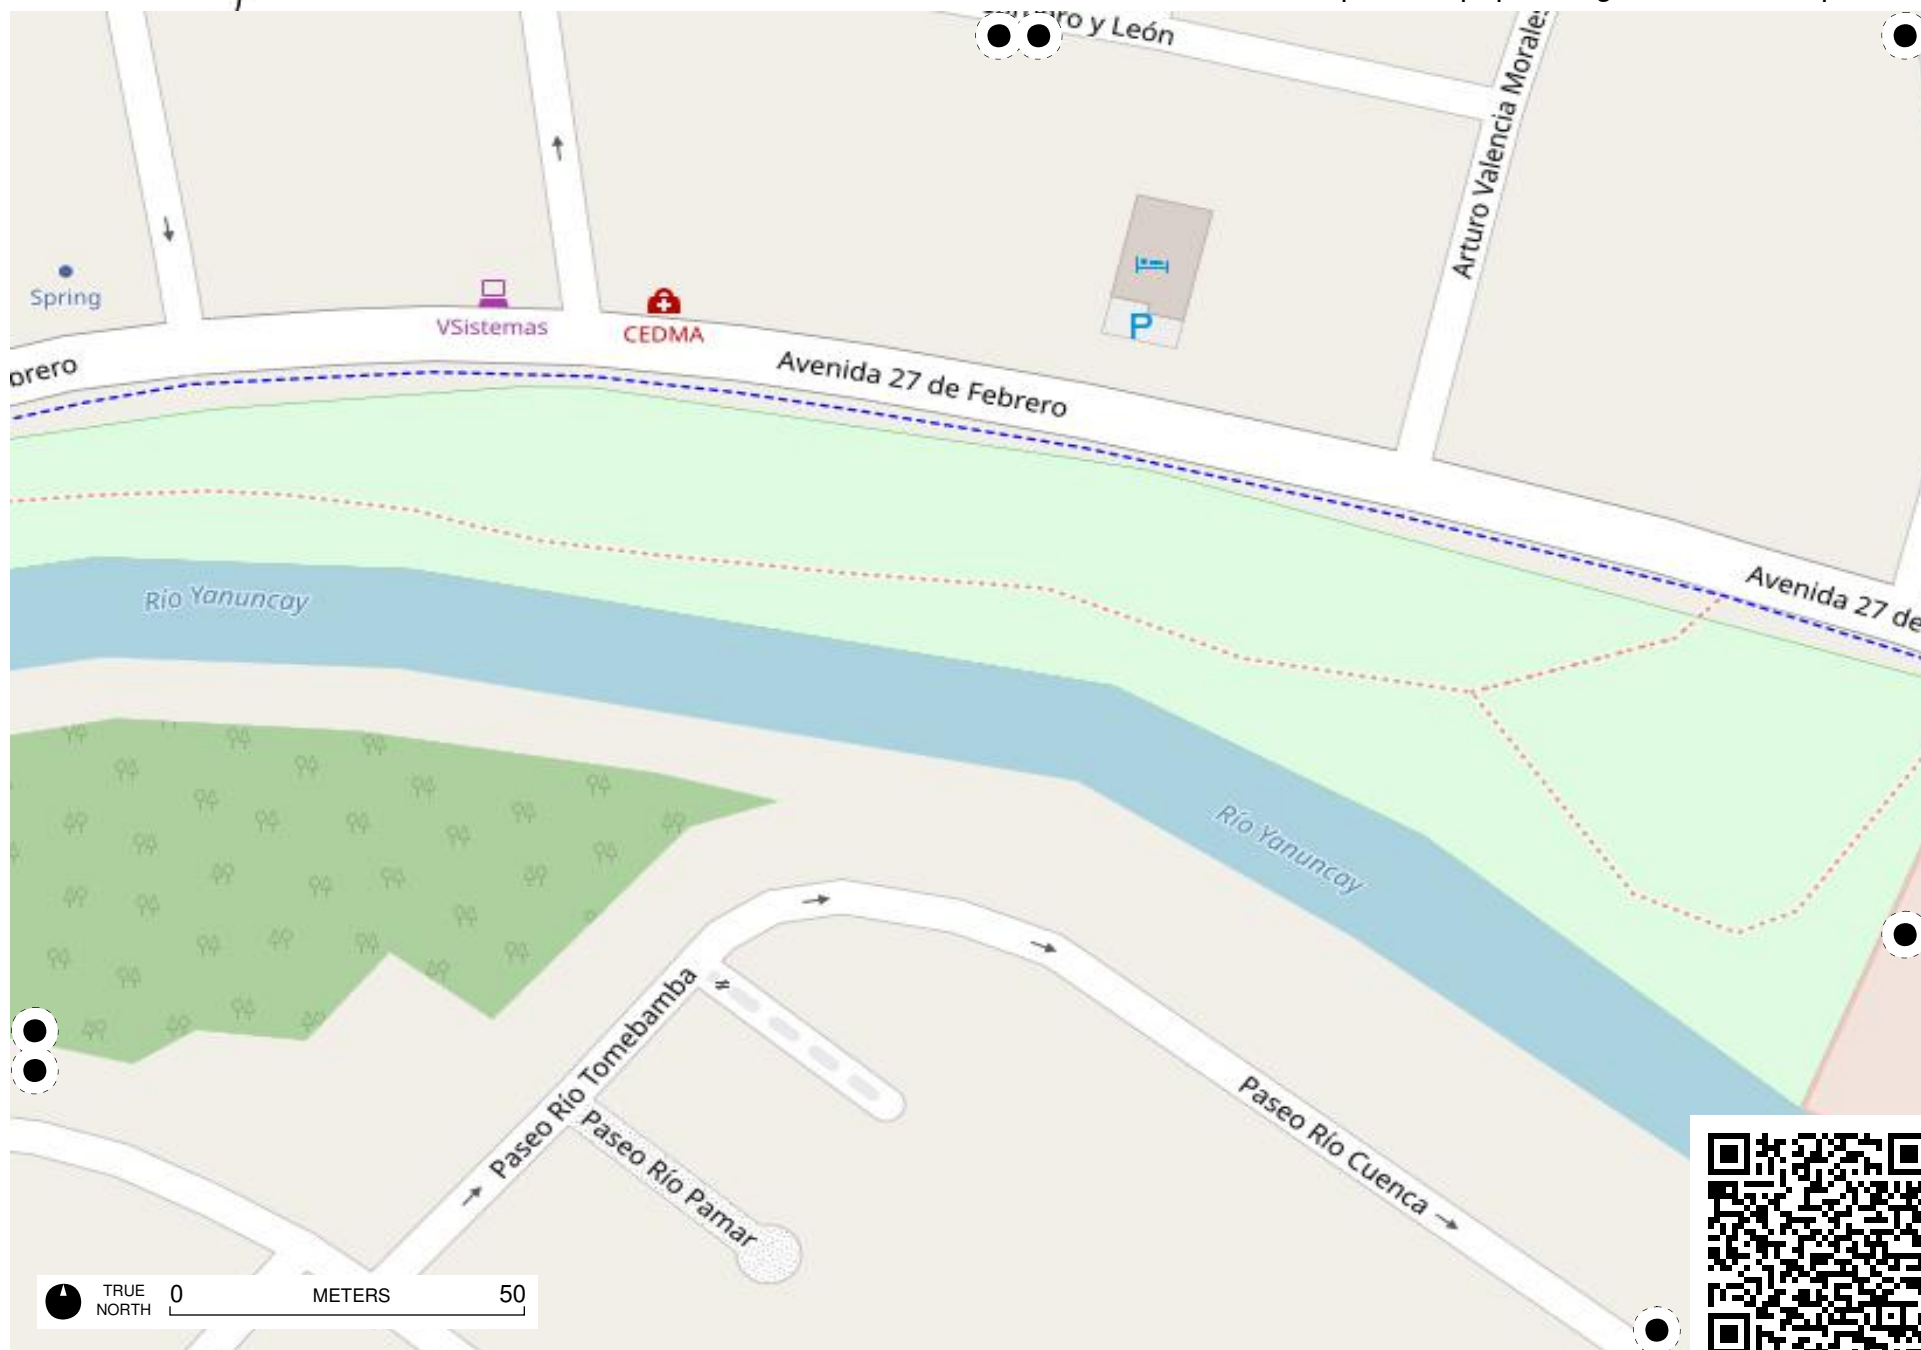 y León
Arturo Valencia Morales
Spring
VSistemas
CEDMA
P
Avenida 27 de Febrero
Avenida 27 de
Río Yanuncay
Río Yanuncay
Paseo Río Tomebamba
Paseo Río Pamar
Paseo Río Cuenca
TRUE
NORTH
0 METERS 50